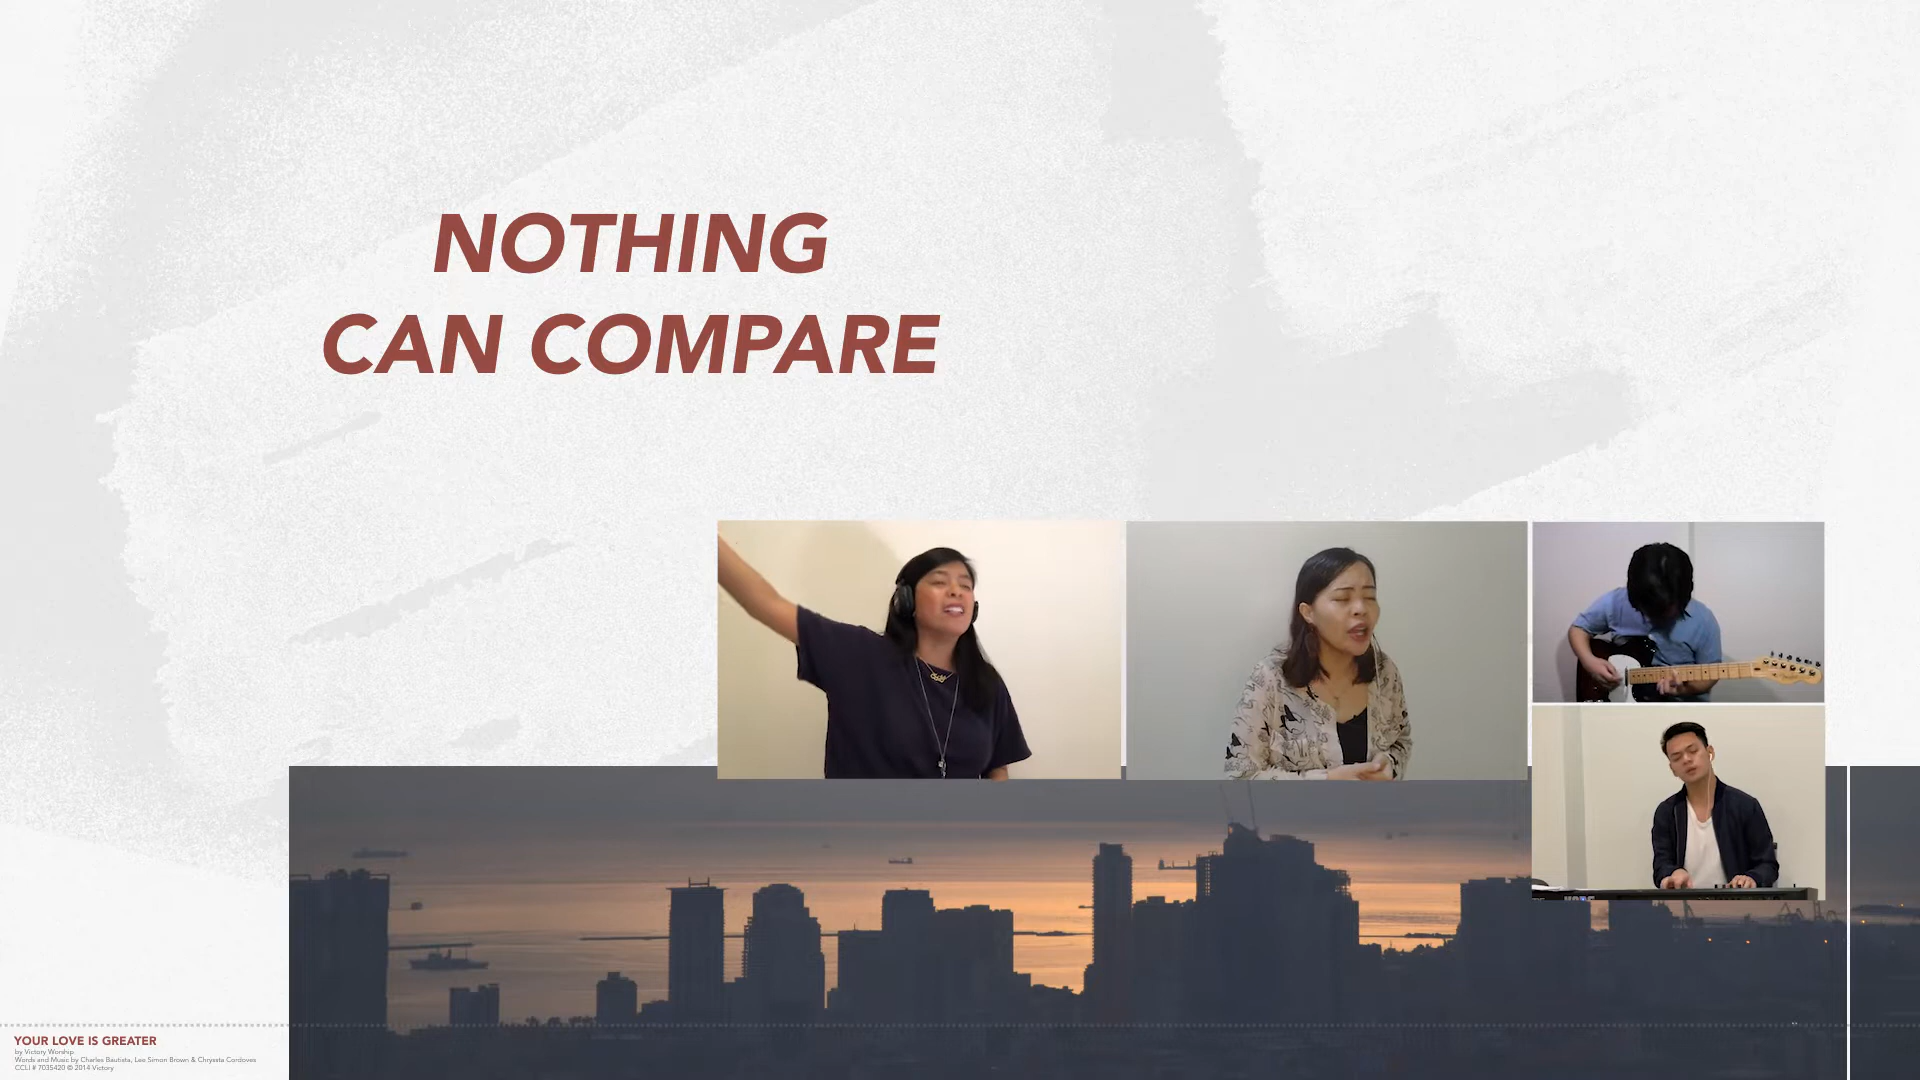 NOTHING
CAN COMPARE
YOUR LOVE IS GREATER
by Victory Worship
Words and Music by Charles Bautista, Lee Simon Brown & Chryssta Cordoves
CCLI # 7035420 © 2014 Victory